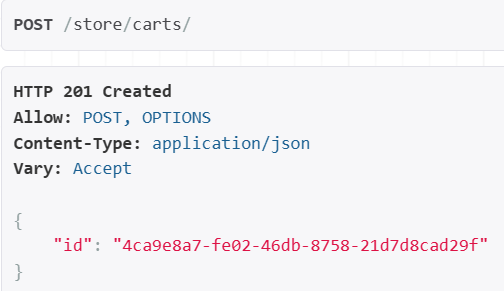 POST /store/carts/
HTTP 201 Created
Allow: POST, OPTIONS
Content-Type: application/json
Vary: Accept
{
"id": "4ca9e8a7-fe02-46db-8758-21d7d8cad29f"
}